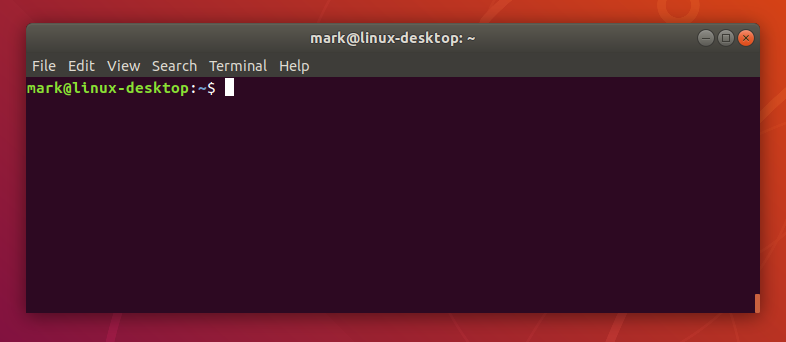 mark@linux-desktop: ~
File Edit View Search Terminal Help
mark@linux-desktop:~$